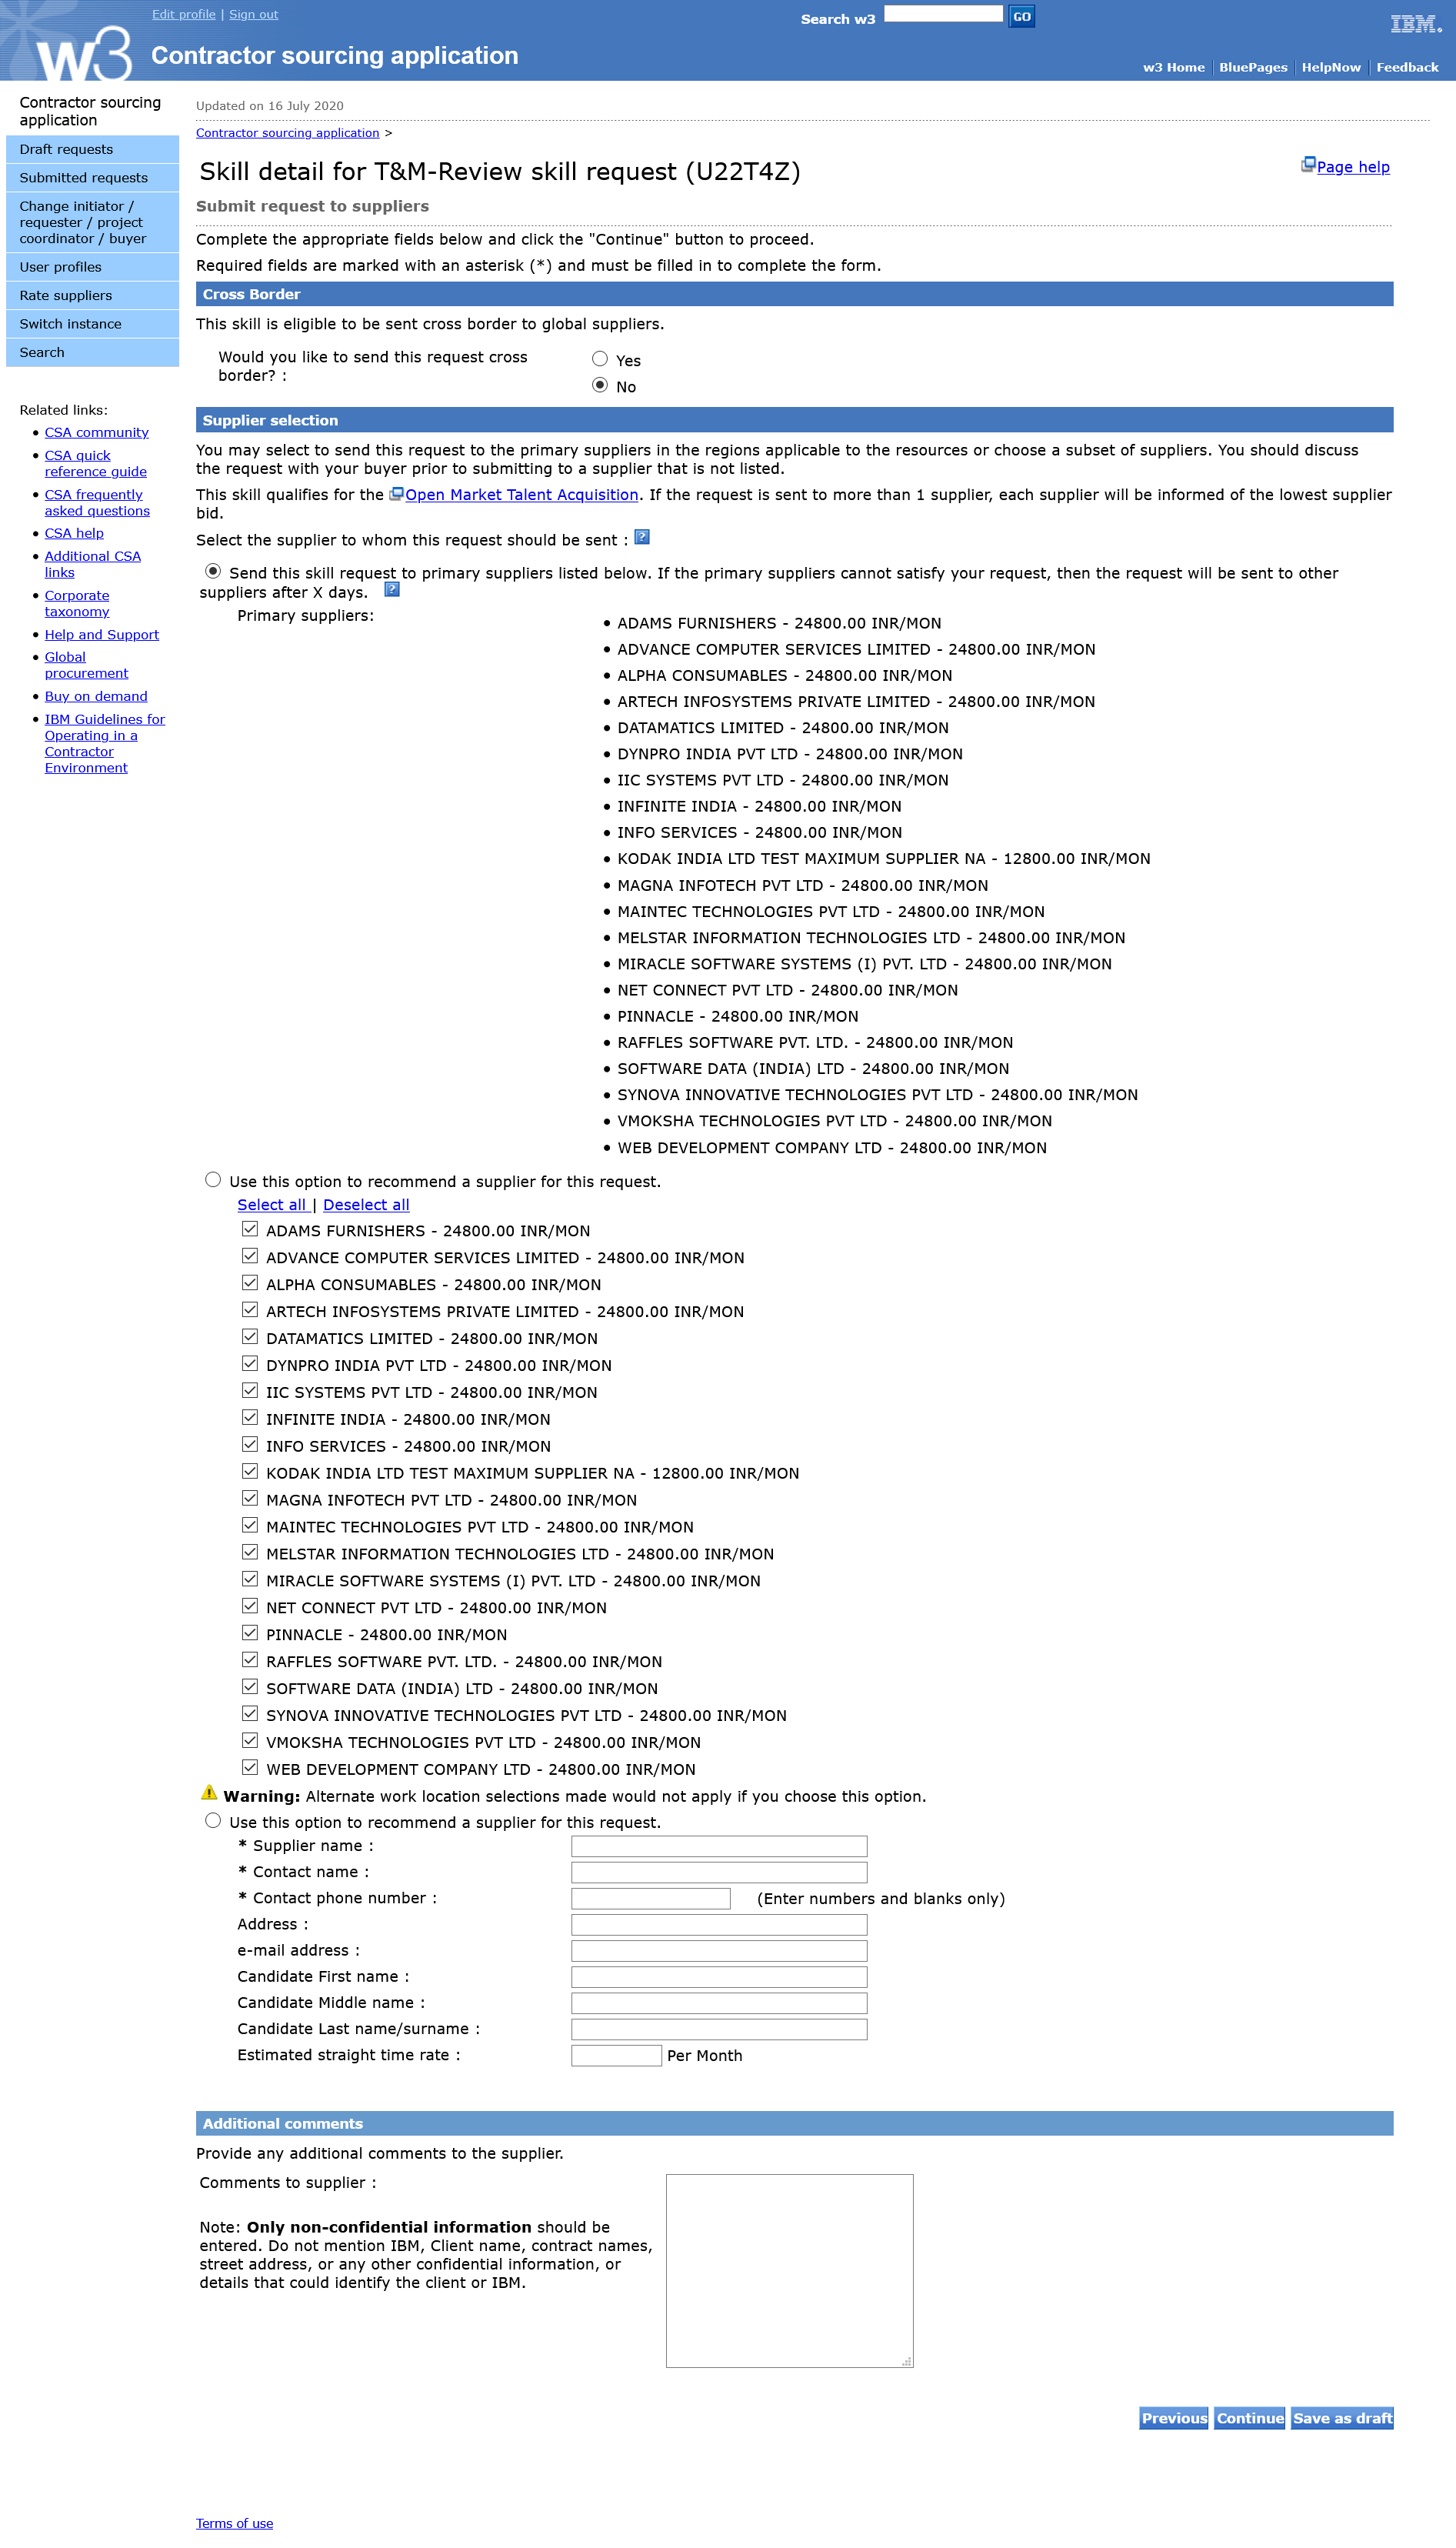 Edit profile | Sign out
Search w3 GO
IBM.
w3 Contractor sourcing application
w3 Home | BluePages | HelpNow | Feedback
Contractor sourcing
application
Draft requests
Submitted requests
Change initiator /
requester / project
coordinator / buyer
User profiles
Rate suppliers
Switch instance
Search
Related links:
• CSA community
• CSA quick
reference guide
• CSA frequently
asked questions
• CSA help
• Additional CSA
links
• Corporate
taxonomy
• Help and Support
• Global
procurement
• Buy on demand
• IBM Guidelines for
Operating in a
Contractor
Environment
Updated on 16 July 2020
Contractor sourcing application >
Skill detail for T&M-Review skill request (U22T4Z)
Page help
Submit request to suppliers
Complete the appropriate fields below and click the "Continue" button to proceed.
Required fields are marked with an asterisk (*) and must be filled in to complete the form.
Cross Border
This skill is eligible to be sent cross border to global suppliers.
Would you like to send this request cross
border? :
Yes
No
Supplier selection
You may select to send this request to the primary suppliers in the regions applicable to the resources or choose a subset of suppliers. You should discuss
the request with your buyer prior to submitting to a supplier that is not listed.
This skill qualifies for the Open Market Talent Acquisition. If the request is sent to more than 1 supplier, each supplier will be informed of the lowest supplier
bid.
Select the supplier to whom this request should be sent : ?
Send this skill request to primary suppliers listed below. If the primary suppliers cannot satisfy your request, then the request will be sent to other
suppliers after X days. ?
Primary suppliers:
• ADAMS FURNISHERS - 24800.00 INR/MON
• ADVANCE COMPUTER SERVICES LIMITED - 24800.00 INR/MON
• ALPHA CONSUMABLES - 24800.00 INR/MON
• ARTECH INFOSYSTEMS PRIVATE LIMITED - 24800.00 INR/MON
• DATAMATICS LIMITED - 24800.00 INR/MON
• DYNPRO INDIA PVT LTD - 24800.00 INR/MON
• IIC SYSTEMS PVT LTD - 24800.00 INR/MON
• INFINITE INDIA - 24800.00 INR/MON
• INFO SERVICES - 24800.00 INR/MON
• KODAK INDIA LTD TEST MAXIMUM SUPPLIER NA - 12800.00 INR/MON
• MAGNA INFOTECH PVT LTD - 24800.00 INR/MON
• MAINTEC TECHNOLOGIES PVT LTD - 24800.00 INR/MON
• MELSTAR INFORMATION TECHNOLOGIES LTD - 24800.00 INR/MON
• MIRACLE SOFTWARE SYSTEMS (I) PVT. LTD - 24800.00 INR/MON
• NET CONNECT PVT LTD - 24800.00 INR/MON
• PINNACLE - 24800.00 INR/MON
• RAFFLES SOFTWARE PVT. LTD. - 24800.00 INR/MON
• SOFTWARE DATA (INDIA) LTD - 24800.00 INR/MON
• SYNOVA INNOVATIVE TECHNOLOGIES PVT LTD - 24800.00 INR/MON
• VMOKSHA TECHNOLOGIES PVT LTD - 24800.00 INR/MON
• WEB DEVELOPMENT COMPANY LTD - 24800.00 INR/MON
Use this option to recommend a supplier for this request.
Select all | Deselect all
ADAMS FURNISHERS - 24800.00 INR/MON
ADVANCE COMPUTER SERVICES LIMITED - 24800.00 INR/MON
ALPHA CONSUMABLES - 24800.00 INR/MON
ARTECH INFOSYSTEMS PRIVATE LIMITED - 24800.00 INR/MON
DATAMATICS LIMITED - 24800.00 INR/MON
DYNPRO INDIA PVT LTD - 24800.00 INR/MON
IIC SYSTEMS PVT LTD - 24800.00 INR/MON
INFINITE INDIA - 24800.00 INR/MON
INFO SERVICES - 24800.00 INR/MON
KODAK INDIA LTD TEST MAXIMUM SUPPLIER NA - 12800.00 INR/MON
MAGNA INFOTECH PVT LTD - 24800.00 INR/MON
MAINTEC TECHNOLOGIES PVT LTD - 24800.00 INR/MON
MELSTAR INFORMATION TECHNOLOGIES LTD - 24800.00 INR/MON
MIRACLE SOFTWARE SYSTEMS (I) PVT. LTD - 24800.00 INR/MON
NET CONNECT PVT LTD - 24800.00 INR/MON
PINNACLE - 24800.00 INR/MON
RAFFLES SOFTWARE PVT. LTD. - 24800.00 INR/MON
SOFTWARE DATA (INDIA) LTD - 24800.00 INR/MON
SYNOVA INNOVATIVE TECHNOLOGIES PVT LTD - 24800.00 INR/MON
VMOKSHA TECHNOLOGIES PVT LTD - 24800.00 INR/MON
WEB DEVELOPMENT COMPANY LTD - 24800.00 INR/MON
Warning: Alternate work location selections made would not apply if you choose this option.
Use this option to recommend a supplier for this request.
* Supplier name :
* Contact name :
* Contact phone number : (Enter numbers and blanks only)
Address :
e-mail address :
Candidate First name :
Candidate Middle name :
Candidate Last name/surname :
Estimated straight time rate : Per Month
Additional comments
Provide any additional comments to the supplier.
Comments to supplier :
Note: Only non-confidential information should be
entered. Do not mention IBM, Client name, contract names,
street address, or any other confidential information, or
details that could identify the client or IBM.
Previous Continue Save as draft
Terms of use